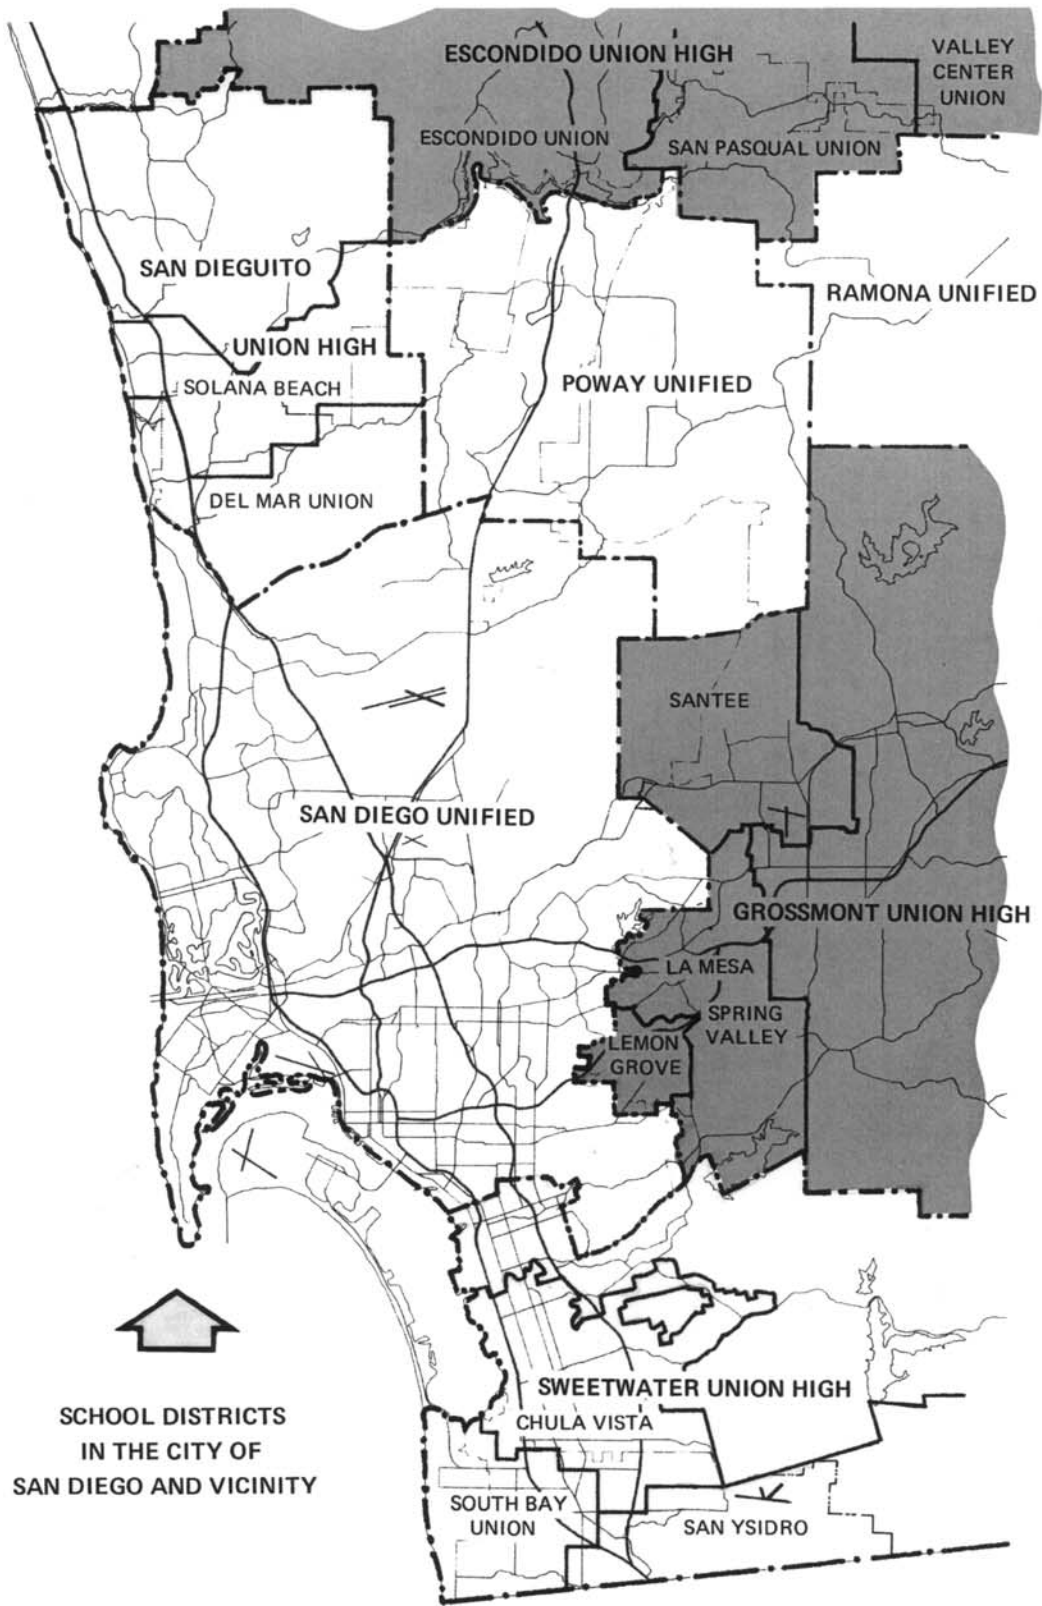 ESCONDIDO UNION HIGH
VALLEY
CENTER
UNION
ESCONDIDO UNION
SAN PASQUAL UNION
SAN DIEGUITO
RAMONA UNIFIED
UNION HIGH
SOLANA BEACH
POWAY UNIFIED
DEL MAR UNION
SANTEE
SAN DIEGO UNIFIED
GROSSMONT UNION HIGH
LA MESA
SPRING
VALLEY
LEMON
GROVE
SWEETWATER UNION HIGH
CHULA VISTA
SCHOOL DISTRICTS
IN THE CITY OF
SAN DIEGO AND VICINITY
SOUTH BAY
UNION
SAN YSIDRO